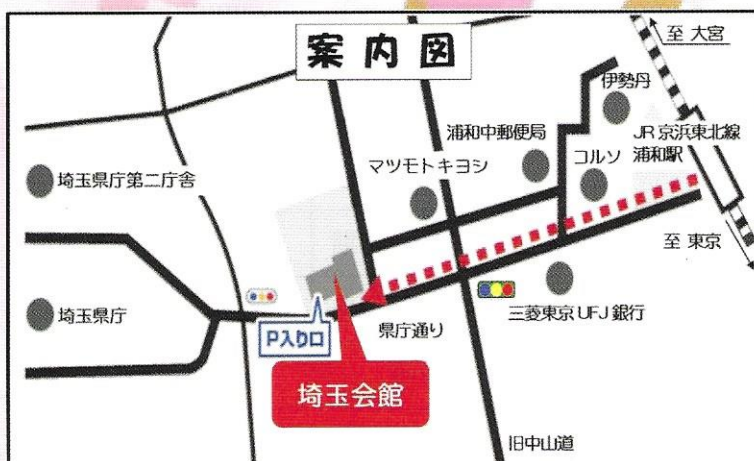 案内図
至 大宮
伊勢丹
浦和中郵便局
JR京浜東北線
浦和駅
マツモトキヨシ
コルソ
埼玉県庁第二庁舎
至 東京
埼玉県庁
P入り口
県庁通り
三菱東京UFJ銀行
埼玉会館
旧中山道